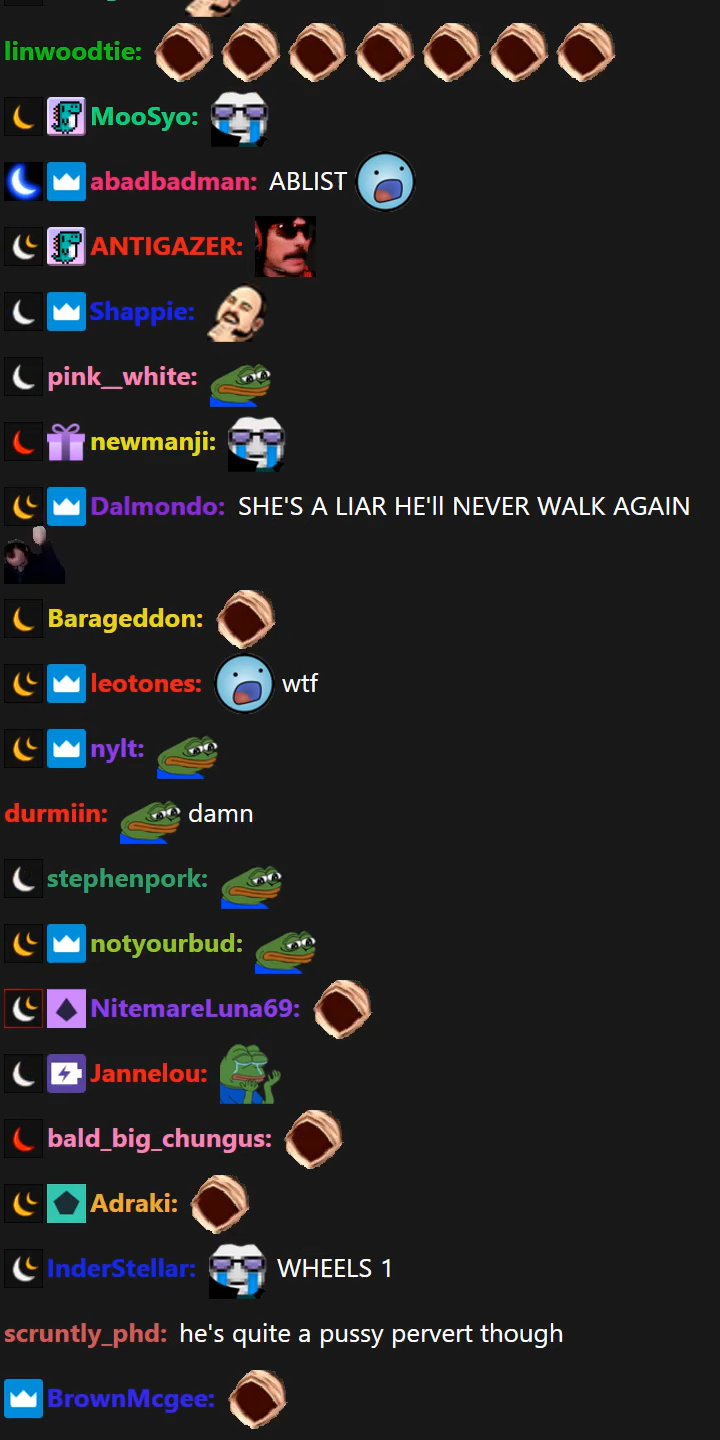 linwoodtie:
MooSyo:
abadbadman: ABLIST
ANTIGAZER:
Shappie:
pink__white:
newmanji:
Dalmondo: SHE'S A LIAR HE'll NEVER WALK AGAIN
Barageddon:
leotones: wtf
nylt:
durmiin: damn
stephenpork:
notyourbud:
NitemareLuna69:
Jannelou:
bald_big_chungus:
Adraki:
InderStellar: WHEELS 1
scruntly_phd: he's quite a pussy pervert though
BrownMcgee: